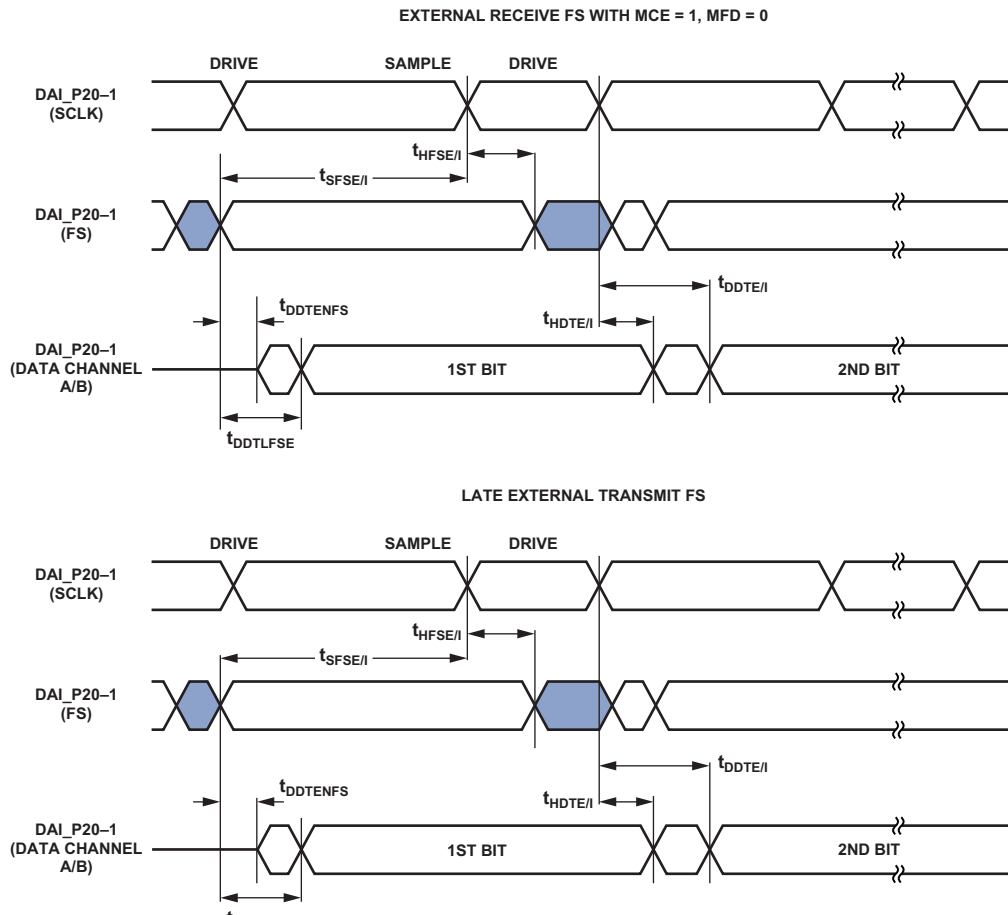 EXTERNAL RECEIVE FS WITH MCE = 1, MFD = 0
DRIVE SAMPLE DRIVE
DAI_P20–1
(SCLK)
tHFSE/I
tSFSE/I
DAI_P20–1
(FS)
tDDTE/I
tDDTENFS
tHDTE/I
DAI_P20–1
(DATA CHANNEL
A/B)
1ST BIT 2ND BIT
tDDTLFSE
LATE EXTERNAL TRANSMIT FS
DRIVE SAMPLE DRIVE
DAI_P20–1
(SCLK)
tHFSE/I
tSFSE/I
DAI_P20–1
(FS)
tDDTE/I
tDDTENFS
tHDTE/I
DAI_P20–1
(DATA CHANNEL
A/B)
1ST BIT 2ND BIT
t